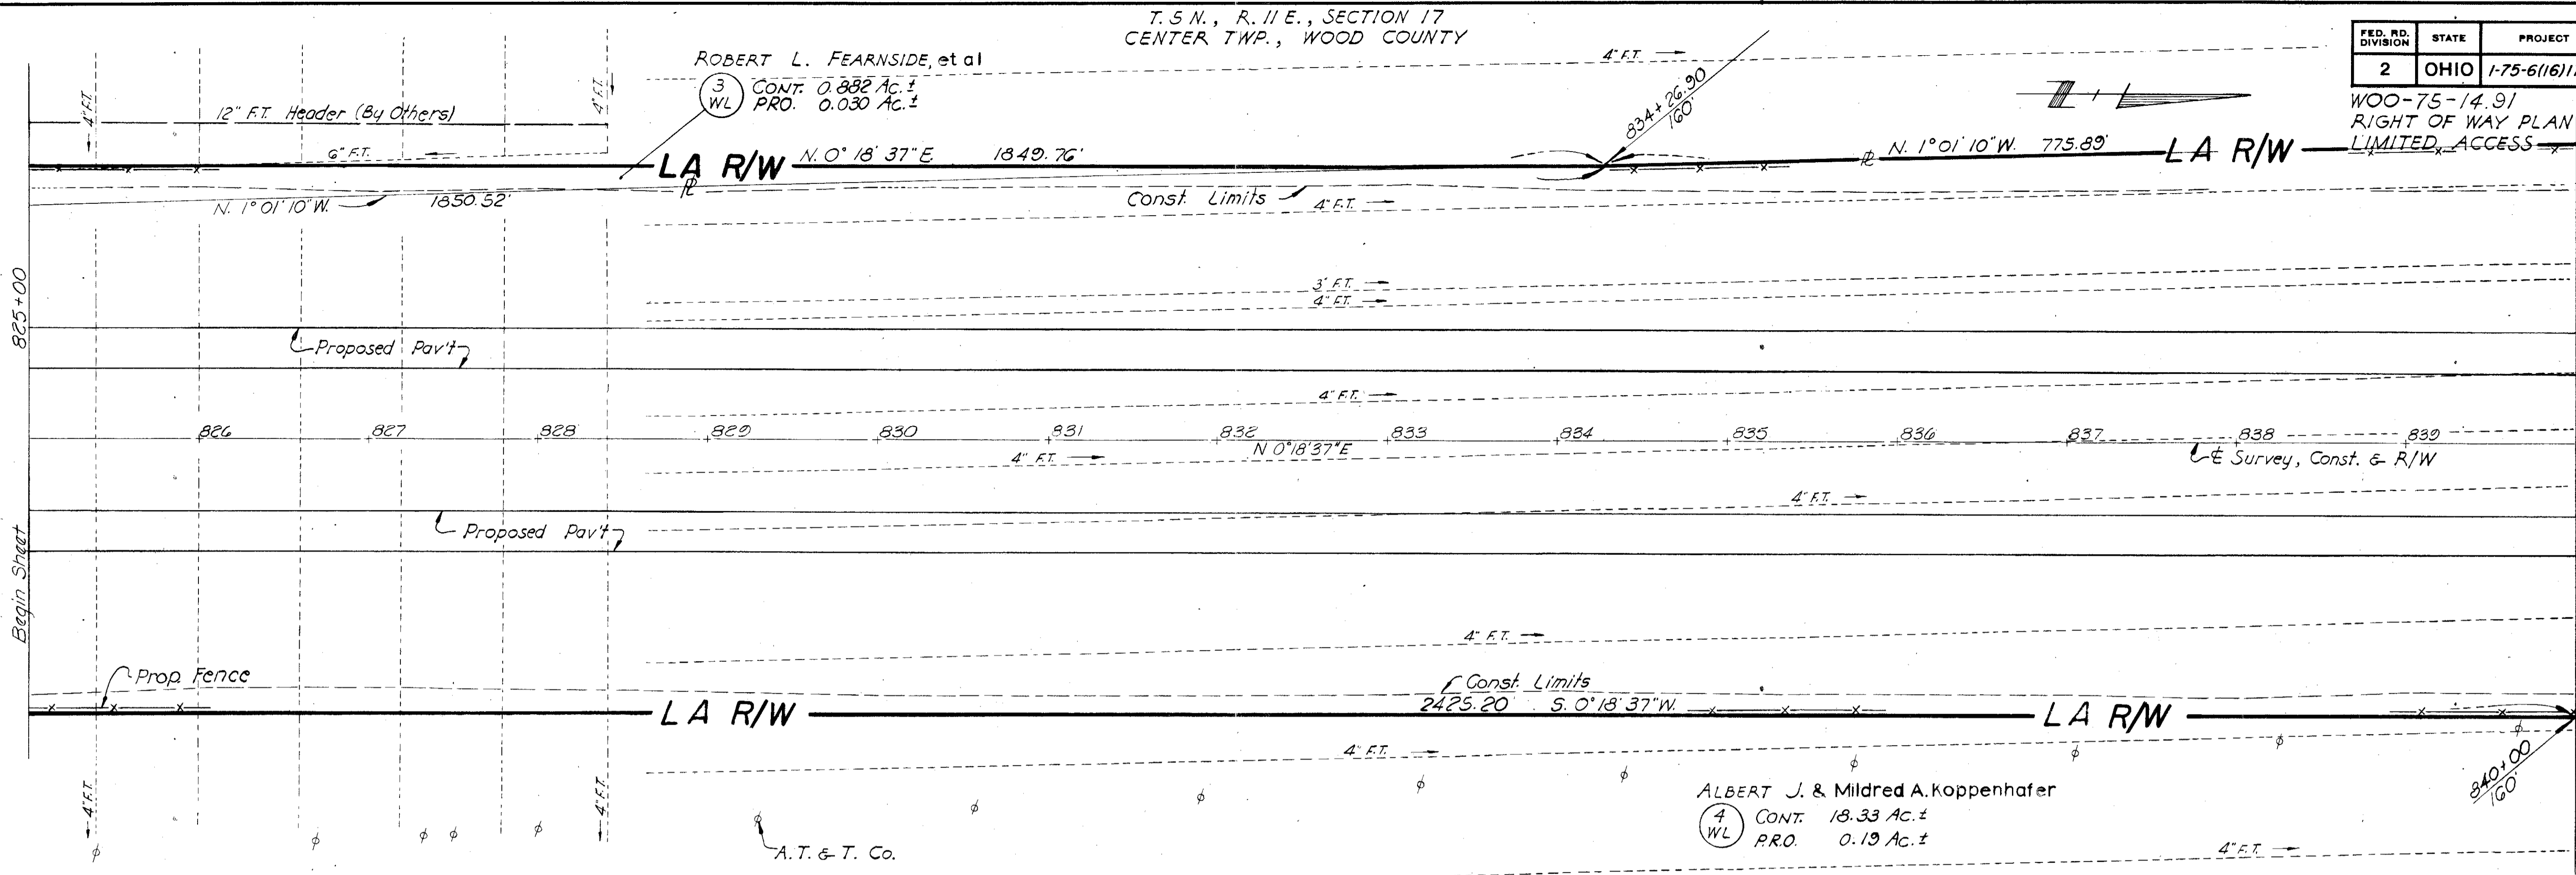 T. 5 N., R. 11 E., SECTION 17
CENTER TWP., WOOD COUNTY
FED. RD. DIVISION
STATE
PROJECT
2
OHIO
WOO-75-14.91
RIGHT OF WAY PLAN
LIMITED ACCESS
ROBERT L. FEARNSIDE, et al
3
WL
CONT. 0.882 Ac. ±
PRO. 0.030 Ac. ±
4" F.T.
834+26.90
160'
4" F.T.
4" F.T.
12" F.T. Header (By Others)
6" F.T.
LA R/W
N. 0° 18' 37" E. 1849.76'
N. 1° 01' 10" W. 775.89'
LA R/W
N. 1° 01' 10" W. 1850.52'
Const. Limits
4" F.T.
3" F.T.
4" F.T.
825+00
Proposed Pav't
4" F.T.
826 827 828 829 830 831 832 833 834 835 836 837 838 839
N 0°18'37"E
4" F.T.
℄ Survey, Const. & R/W
4" F.T.
Proposed Pav't
Begin Sheet
4" F.T.
Prop. Fence
Const. Limits
2425.20' S. 0° 18' 37" W.
LA R/W
LA R/W
4" F.T.
840+00
160'
4" F.T.
4" F.T.
A.T. & T. Co.
ALBERT J. & Mildred A. Koppenhafer
4
WL
CONT. 18.33 Ac. ±
P.R.O. 0.19 Ac. ±
4" F.T.